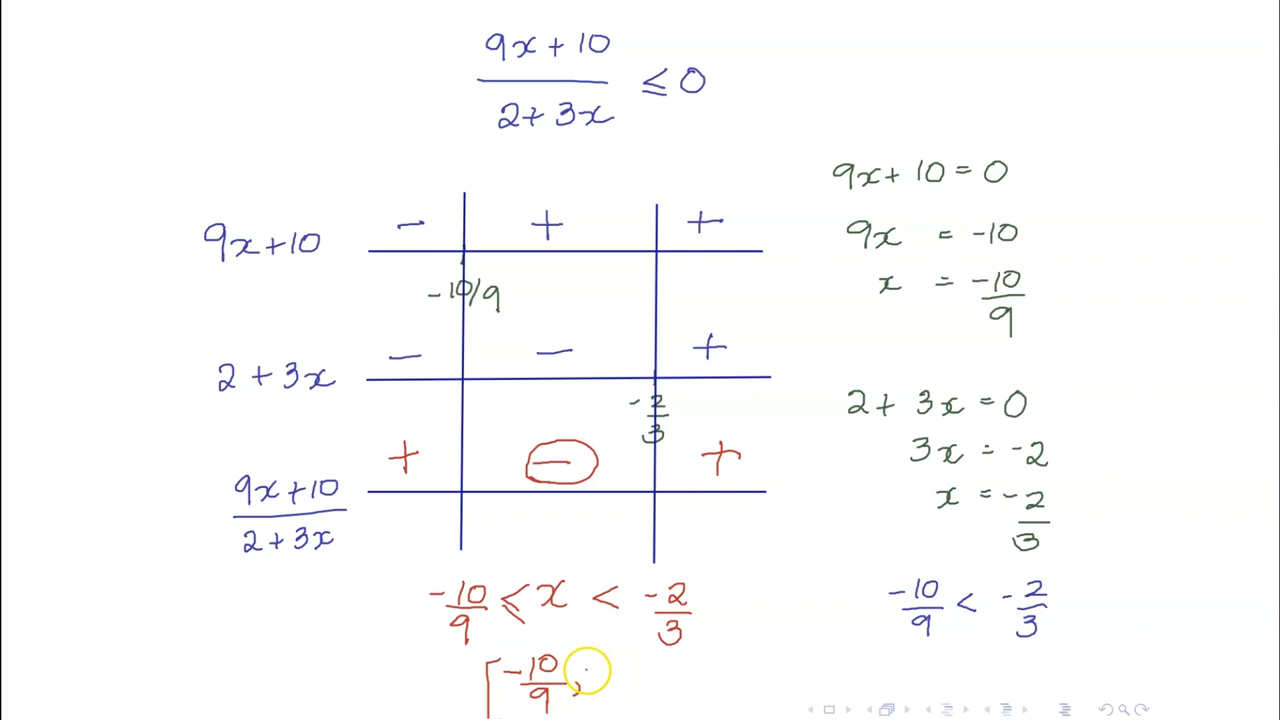 9x + 10
2 + 3x
≤ 0
9x + 10 = 0
9x = -10
x = -10
9
9x + 10 - + +
-10/9
2 + 3x - - +
-2
3
2 + 3x = 0
3x = -2
x = -2
3
+ - +
9x + 10
2 + 3x
-10/9 ≤ x < -2/3
-10/9 < -2/3
[-10/9,